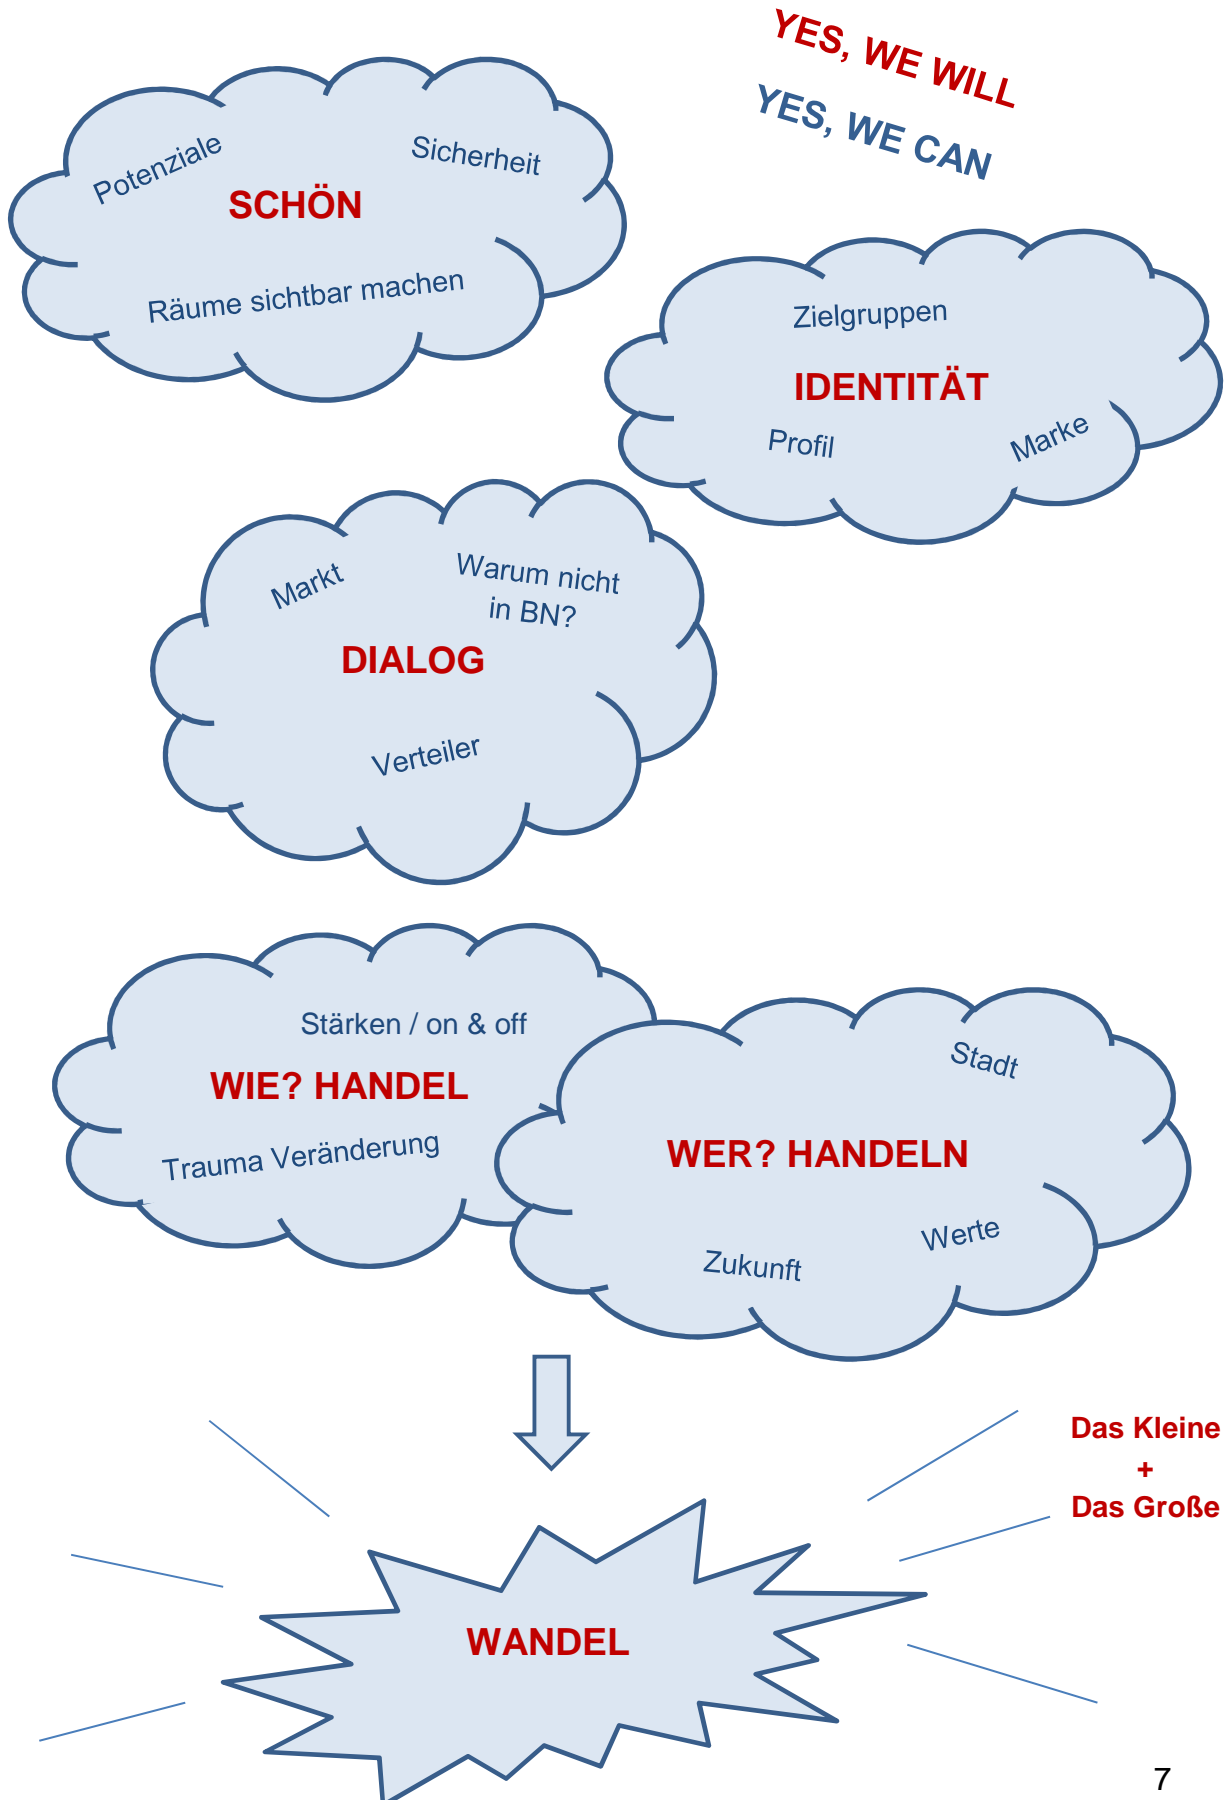 YES, WE WILL
YES, WE CAN
Potenziale
Sicherheit
SCHÖN
Räume sichtbar machen
Zielgruppen
IDENTITÄT
Profil
Marke
Markt
Warum nicht
in BN?
DIALOG
Verteiler
Stärken / on & off
WIE? HANDEL
Trauma Veränderung
Stadt
WER? HANDELN
Werte
Zukunft
Das Kleine
+
Das Große
WANDEL
7